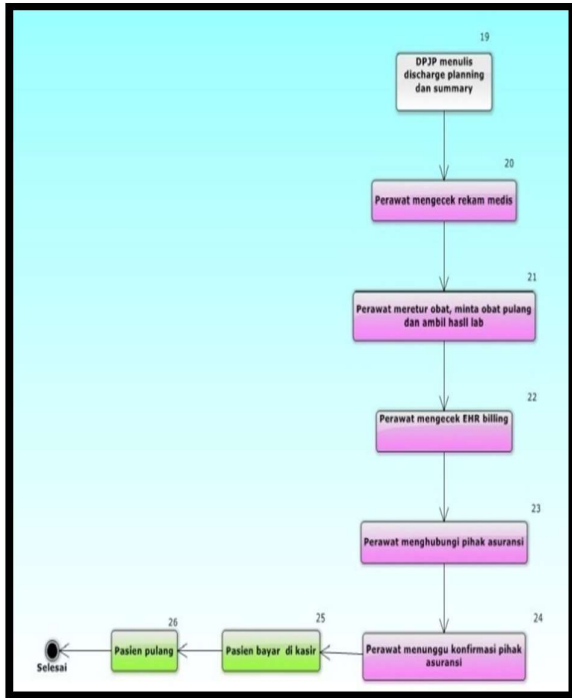 19
DPJP menulis
discharge planning
dan summary
20
Perawat mengecek rekam medis
21
Perawat meretur obat, minta obat pulang
dan ambil hasil lab
22
Perawat mengecek EHR billing
23
Perawat menghubungi pihak asuransi
24
Perawat menunggu konfirmasi pihak
asuransi
25
Pasien bayar di kasir
26
Pasien pulang
Selesai